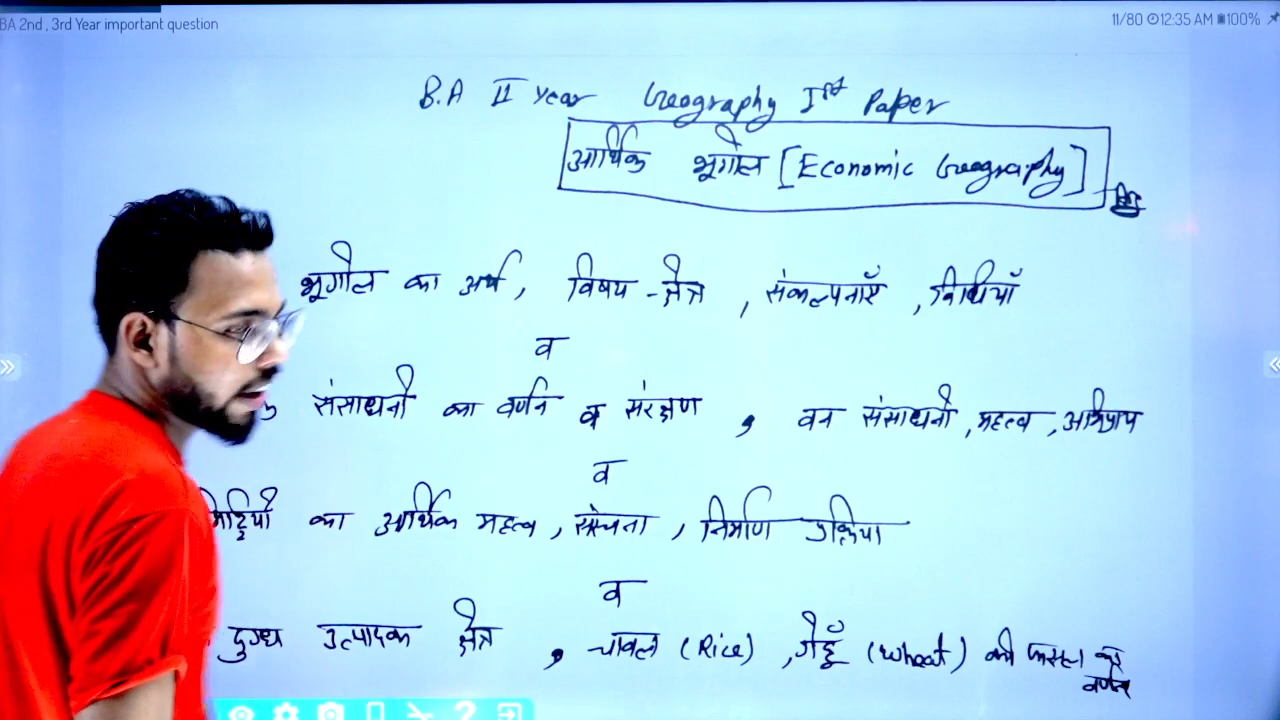 BA 2nd , 3rd Year important question
11/80 12:35 AM 100%
B.A II Year Geography Ist Paper
आर्थिक भूगोल [Economic Geography]
भूगोल का अर्थ, विषय-क्षेत्र , संकल्पनाएँ , विधियाँ
व
संसाधनों का वर्णन व संरक्षण , वन संसाधनों , महत्व , अभिप्राय
व
मिट्टियों का आर्थिक महत्व , संरचना , निर्माण प्रक्रिया
व
दुग्ध उत्पादक क्षेत्र , चावल (Rice) , गेहूँ (Wheat) की फसल का
वर्णन